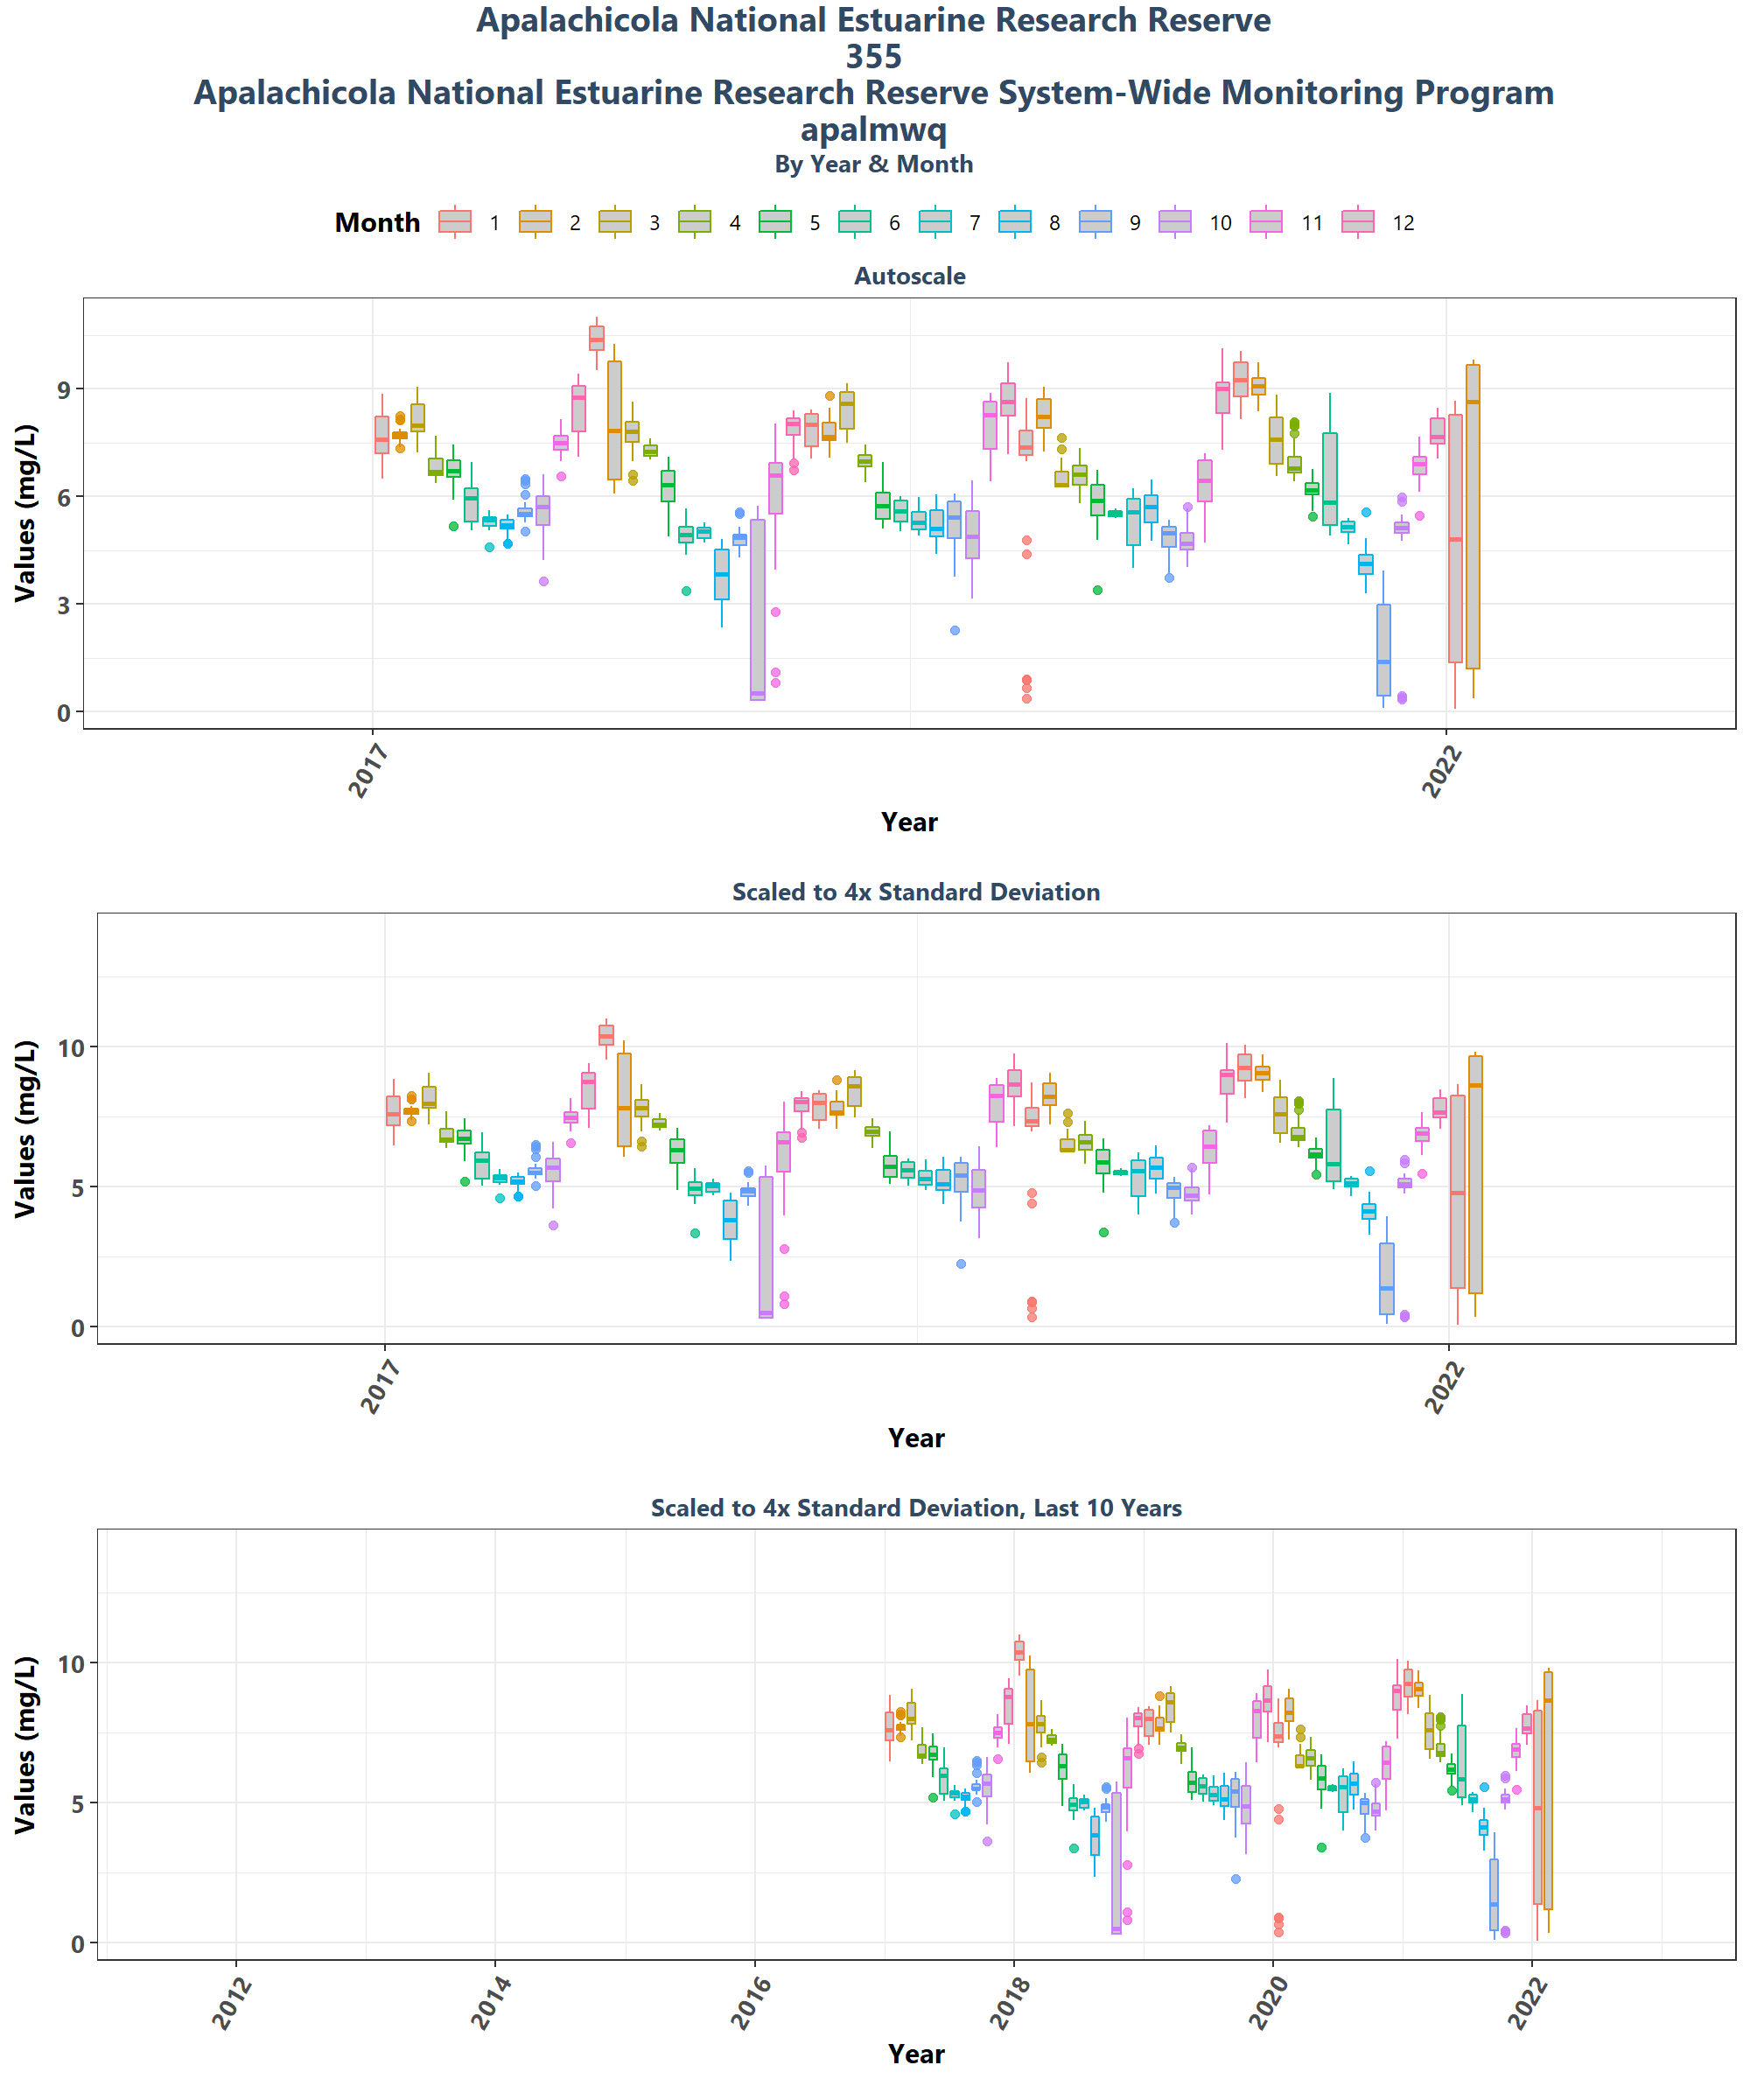 Apalachicola National Estuarine Research Reserve
355
Apalachicola National Estuarine Research Reserve System-Wide Monitoring Program
apalmwq
By Year & Month
Month 1 2 3 4 5 6 7 8 9 10 11 12
Autoscale
Values (mg/L)
9
6
3
0
2017 2022
Year
Scaled to 4x Standard Deviation
Values (mg/L)
10
5
0
2017 2022
Year
Scaled to 4x Standard Deviation, Last 10 Years
Values (mg/L)
10
5
0
2012 2014 2016 2018 2020 2022
Year